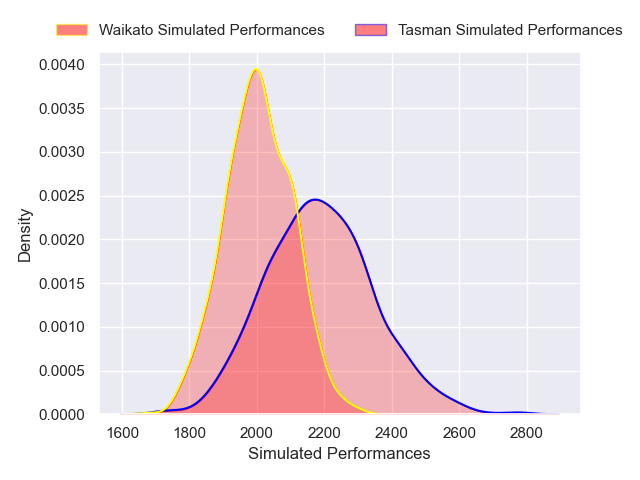 Waikato Simulated Performances Tasman Simulated Performances
0.0040
0.0035
0.0030
0.0025
0.0020
0.0015
0.0010
0.0005
0.0000
Density
1600 1800 2000 2200 2400 2600 2800
Simulated Performances